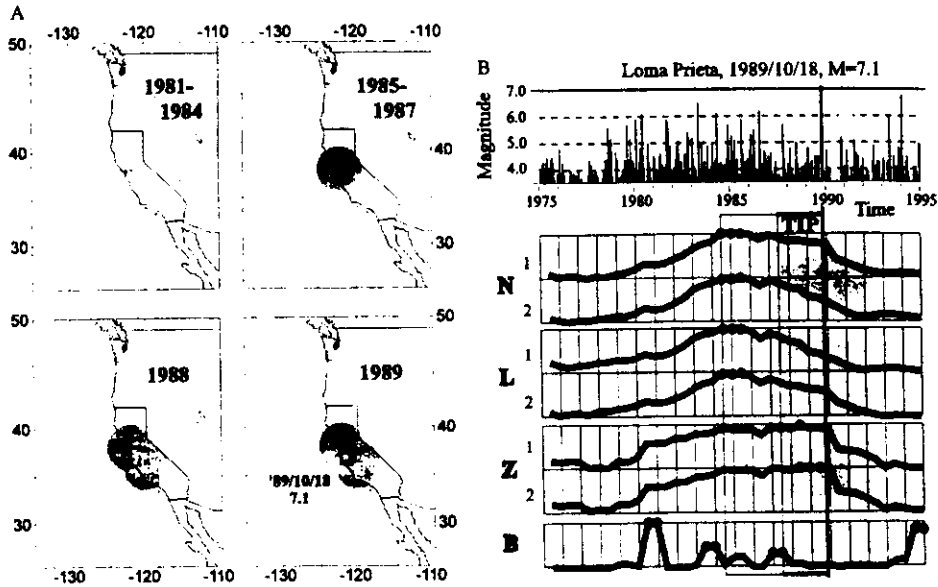 A
-130 -120 -110 -130 -120 -110
50
1981-
1984
1985-
1987
40 40
30 30
50 50
1988
1989
40 40
'89/10/18
7.1
30 30
-130 -120 -110 -130 -120 -110
B
Loma Prieta, 1989/10/18, M=7.1
Magnitude
7.0
6.0
5.0
4.0
1975 1980 1985 1990 Time 1995
TIP
N
1
2
L
1
2
Z
1
2
B